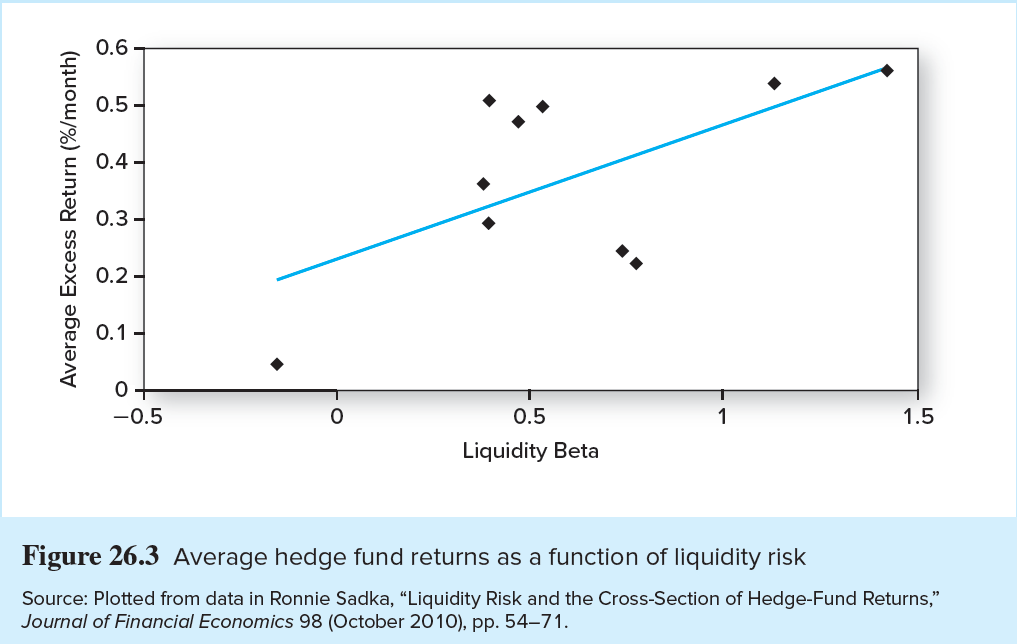 Average Excess Return (%/month)
0.6
0.5
0.4
0.3
0.2
0.1
0
−0.5 0 0.5 1 1.5
Liquidity Beta
Figure 26.3 Average hedge fund returns as a function of liquidity risk
Source: Plotted from data in Ronnie Sadka, “Liquidity Risk and the Cross-Section of Hedge-Fund Returns,”
Journal of Financial Economics 98 (October 2010), pp. 54–71.